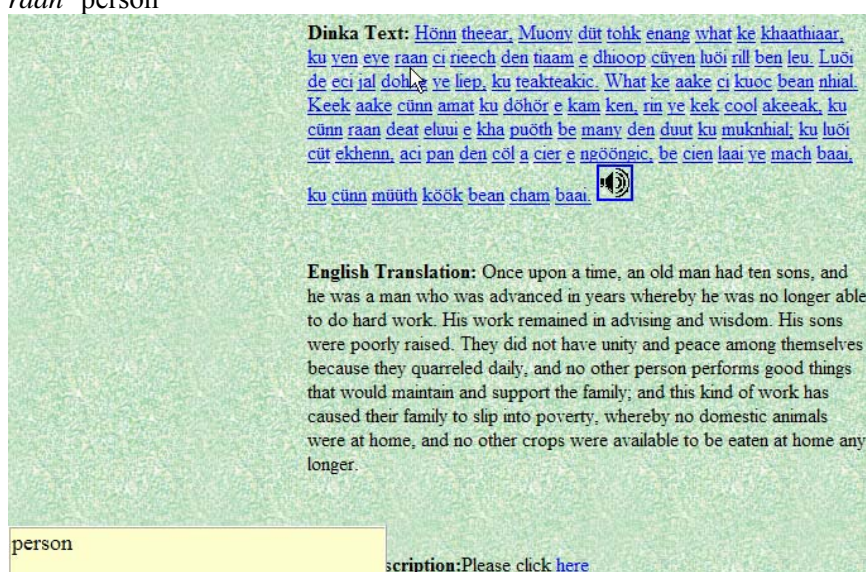 raan "person"
Dinka Text: Hönn theear, Muony düt tohk enang what ke khaathiaar,
ku yen eye raan ci rieech den tiaam e dhioop cüyen luöi rill ben leu. Luöi
de eci jal doh e ye liep, ku teakteakic. What ke aake ci kuoc bean nhial.
Keek aake cünn amat ku döhör e kam ken, rin ye kek cool akeeak, ku
cünn raan deat eluui e kha puöth be many den duut ku muknhial; ku luöi
cüt ekhenn, aci pan den cöl a cier e ngööngic, be cien laai ye mach baai,
ku cünn müüth köök bean cham baai.
English Translation: Once upon a time, an old man had ten sons, and
he was a man who was advanced in years whereby he was no longer able
to do hard work. His work remained in advising and wisdom. His sons
were poorly raised. They did not have unity and peace among themselves
because they quarreled daily, and no other person performs good things
that would maintain and support the family; and this kind of work has
caused their family to slip into poverty, whereby no domestic animals
were at home, and no other crops were available to be eaten at home any
longer.
person
scription:Please click here